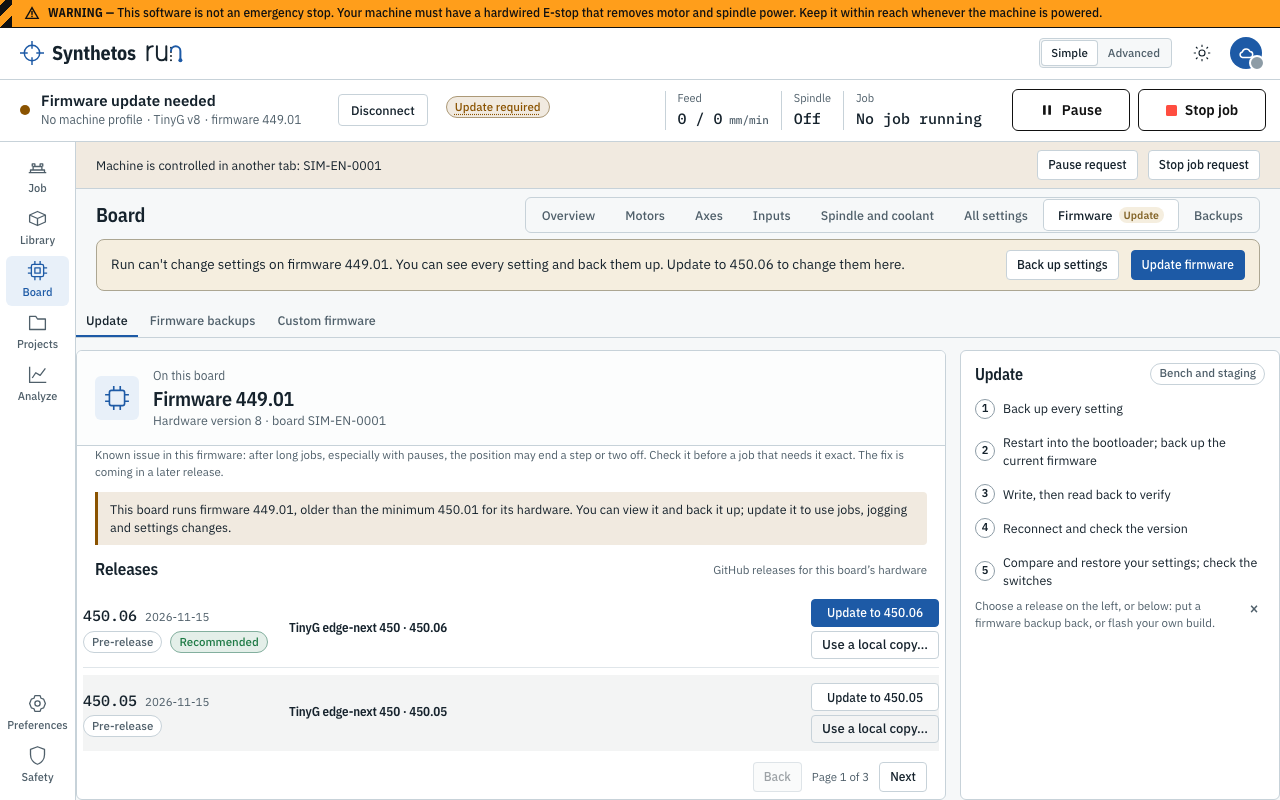 WARNING — This software is not an emergency stop. Your machine must have a hardwired E-stop that removes motor and spindle power. Keep it within reach whenever the machine is powered.
Synthetos run
Simple
Advanced
Firmware update needed
No machine profile · TinyG v8 · firmware 449.01
Disconnect
Update required
Feed
0 / 0 mm/min
Spindle
Off
Job
No job running
Pause
Stop job
Job
Library
Board
Projects
Analyze
Preferences
Safety
Machine is controlled in another tab: SIM-EN-0001
Pause request
Stop job request
Board
Overview
Motors
Axes
Inputs
Spindle and coolant
All settings
Firmware Update
Backups
Run can't change settings on firmware 449.01. You can see every setting and back them up. Update to 450.06 to change them here.
Back up settings
Update firmware
Update
Firmware backups
Custom firmware
On this board
Firmware 449.01
Hardware version 8 · board SIM-EN-0001
Known issue in this firmware: after long jobs, especially with pauses, the position may end a step or two off. Check it before a job that needs it exact. The fix is
coming in a later release.
This board runs firmware 449.01, older than the minimum 450.01 for its hardware. You can view it and back it up; update it to use jobs, jogging
and settings changes.
Releases
GitHub releases for this board's hardware
450.06 2026-11-15
Pre-release
Recommended
TinyG edge-next 450 · 450.06
Update to 450.06
Use a local copy...
450.05 2026-11-15
Pre-release
TinyG edge-next 450 · 450.05
Update to 450.05
Use a local copy...
Back
Page 1 of 3
Next
Update
Bench and staging
1 Back up every setting
2 Restart into the bootloader; back up the
current firmware
3 Write, then read back to verify
4 Reconnect and check the version
5 Compare and restore your settings; check the
switches
Choose a release on the left, or below: put a
firmware backup back, or flash your own build.
×